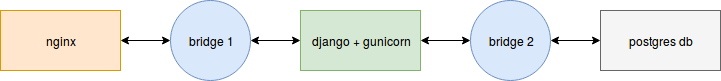 nginx
bridge 1
django + gunicorn
bridge 2
postgres db